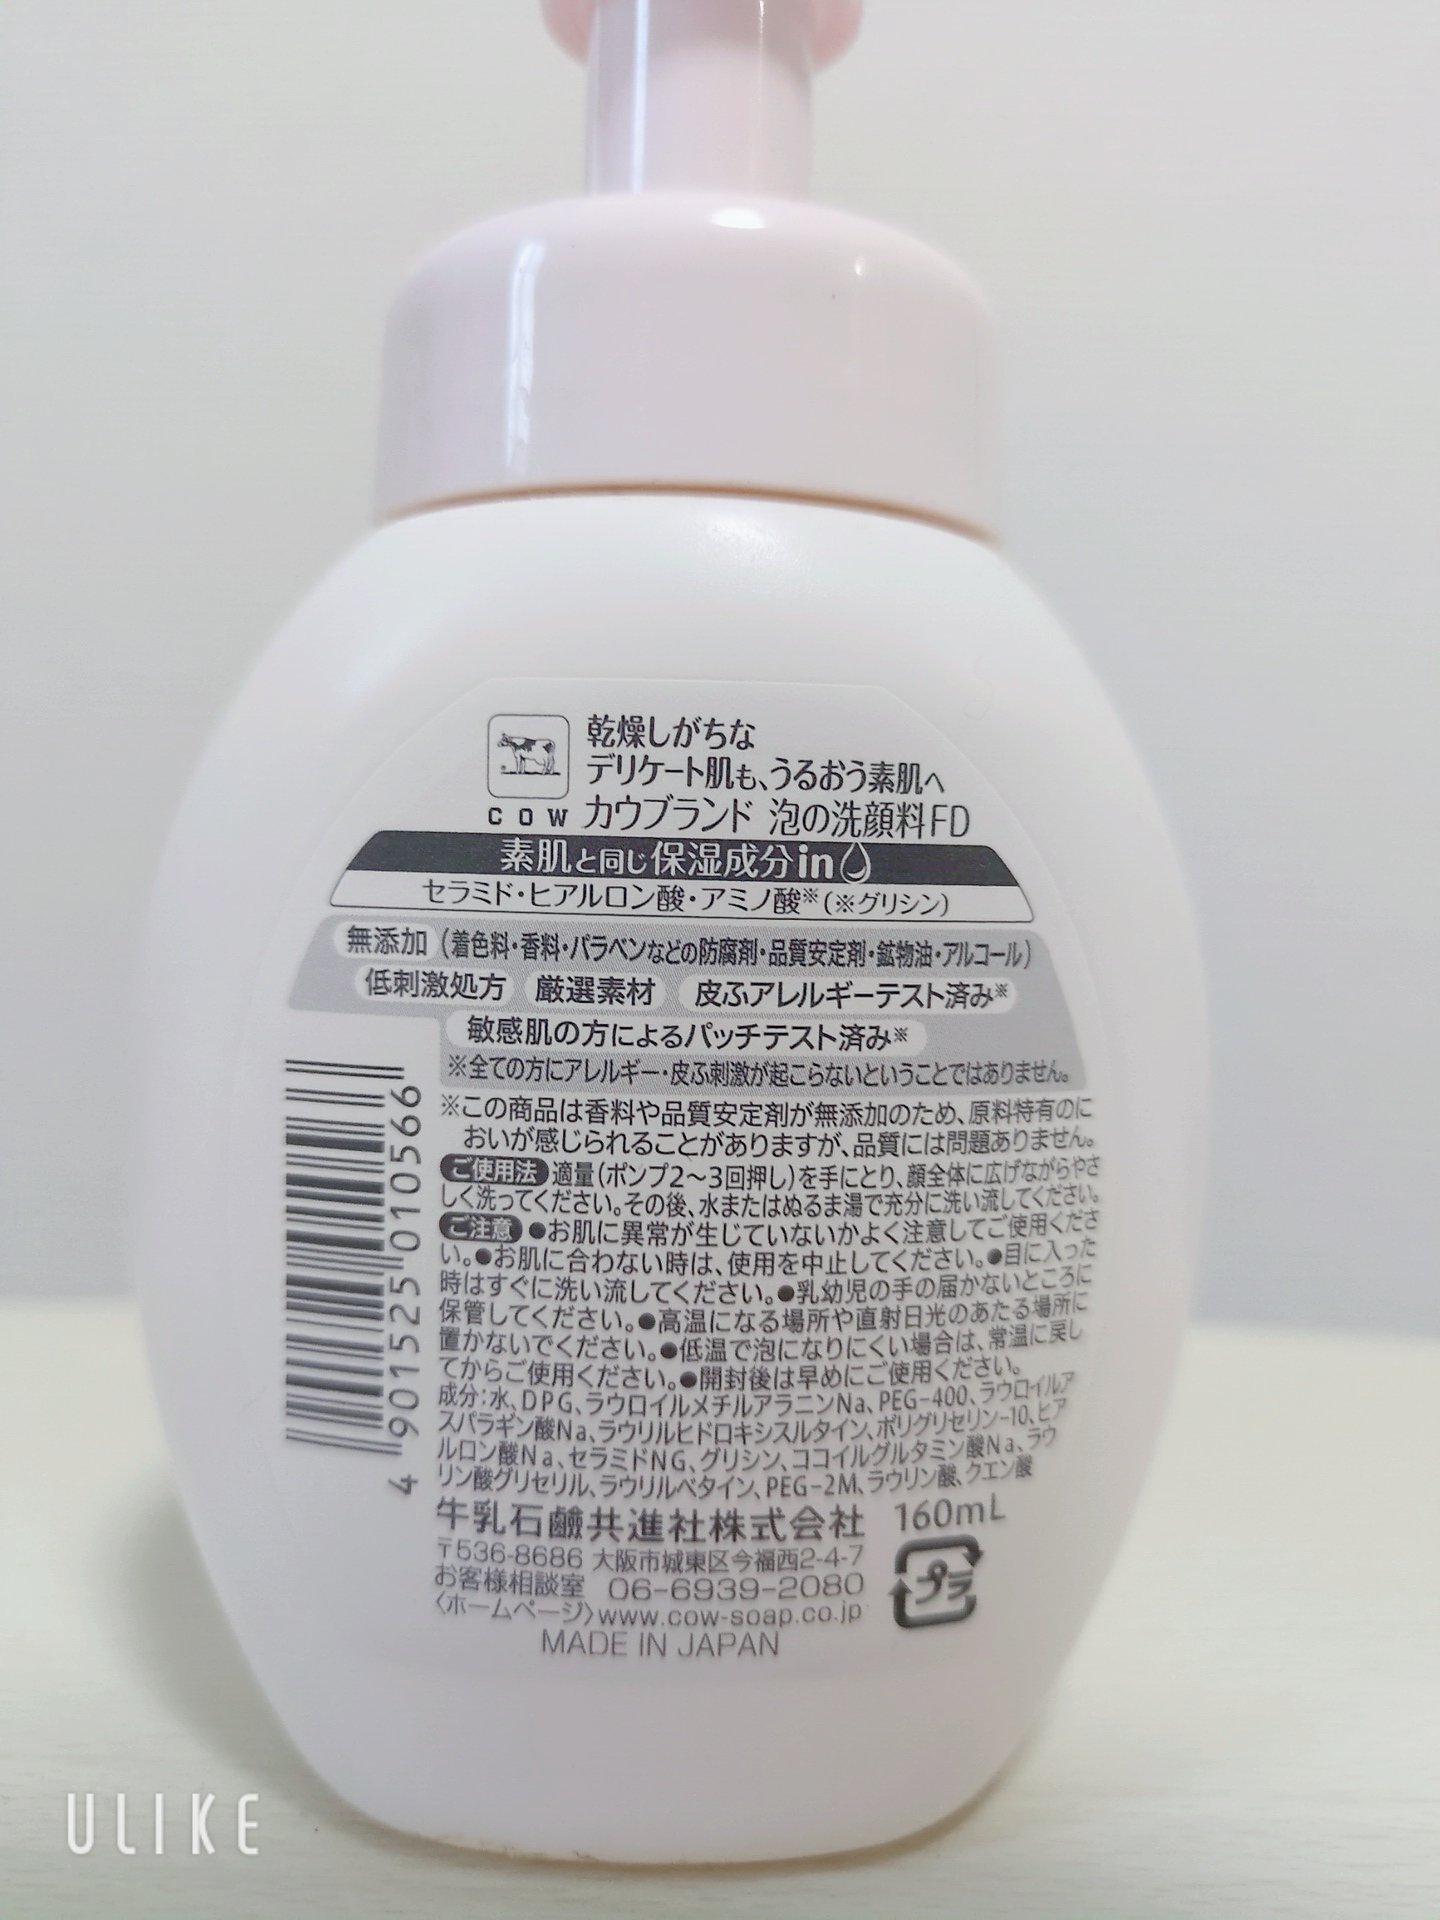 乾燥しがちな
デリケート肌も、うるおう素肌へ
COW カウブランド 泡の洗顔料FD
素肌と同じ保湿成分in
セラミド・ヒアルロン酸・アミノ酸※(※グリシン)
無添加(着色料・香料・パラベンなどの防腐剤・品質安定剤・鉱物油・アルコール)
低刺激処方 厳選素材 皮ふアレルギーテスト済み※
敏感肌の方によるパッチテスト済み※
※全ての方にアレルギー・皮ふ刺激が起こらないということではありません。
※この商品は香料や品質安定剤が無添加のため、原料特有のに
おいが感じられることがありますが、品質には問題ありません。
ご使用法 適量(ポンプ2〜3回押し)を手にとり、顔全体に広げながらやさ
しく洗ってください。その後、水またはぬるま湯で充分に洗い流してください。
ご注意 ●お肌に異常が生じていないかよく注意してご使用くださ
い。●お肌に合わない時は、使用を中止してください。●目に入った
時はすぐに洗い流してください。●乳幼児の手の届かないところに
保管してください。●高温になる場所や直射日光のあたる場所に
置かないでください。●低温で泡になりにくい場合は、常温に戻し
てからご使用ください。●開封後は早めにご使用ください。
成分:水、DPG、ラウロイルメチルアラニンNa、PEG-400、ラウロイルア
スパラギン酸Na、ラウリルヒドロキシスルタイン、ポリグリセリン-10、ヒア
ルロン酸Na、セラミドNG、グリシン、ココイルグルタミン酸Na、ラウ
リン酸グリセリル、ラウリルベタイン、PEG-2M、ラウリン酸、クエン酸
牛乳石鹼共進社株式会社 160mL
〒536-8686 大阪市城東区今福西2-4-7
お客様相談室 06-6939-2080
〈ホームページ〉www.cow-soap.co.jp
プラ
MADE IN JAPAN
4 901525 010566
ULIKE